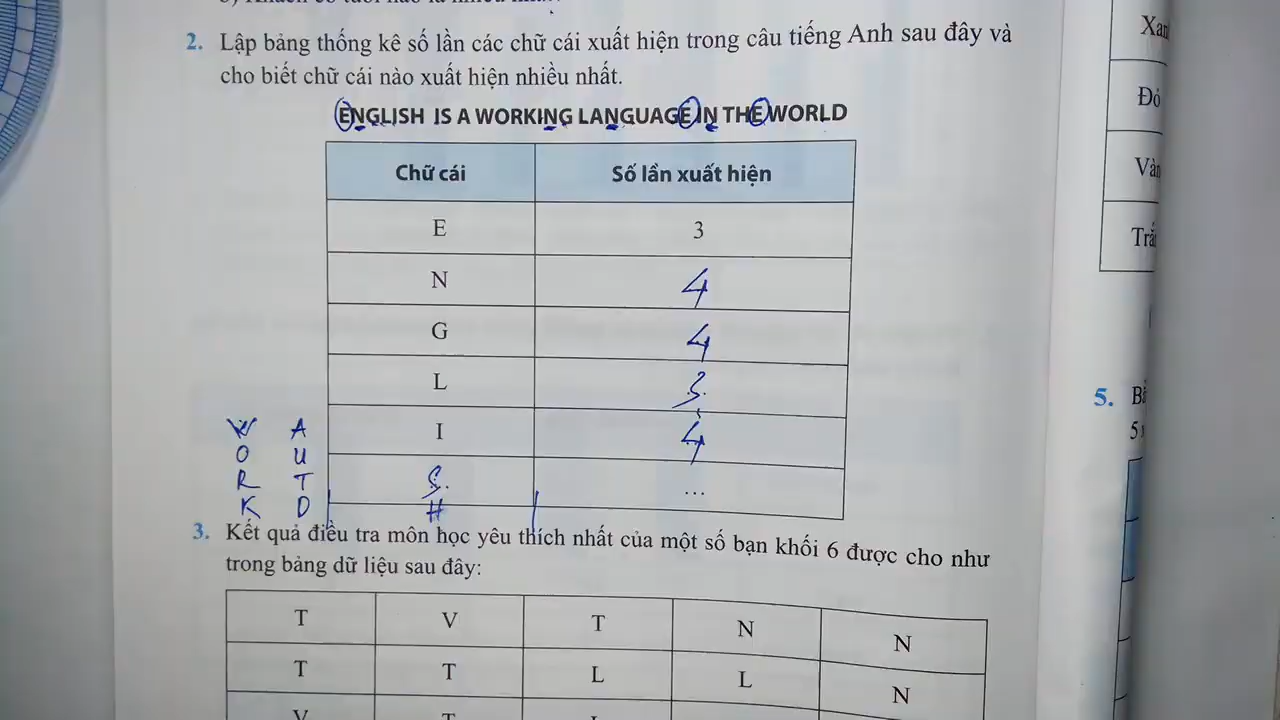 2. Lập bảng thống kê số lần các chữ cái xuất hiện trong câu tiếng Anh sau đây và
cho biết chữ cái nào xuất hiện nhiều nhất.
ENGLISH IS A WORKING LANGUAGE IN THE WORLD
Chữ cái Số lần xuất hiện
E 3
N 4
G 4
L 3
I 4
S ...
H
W A
O U
R T
K D
3. Kết quả điều tra môn học yêu thích nhất của một số bạn khối 6 được cho như
trong bảng dữ liệu sau đây:
T V T N N
T T L L N
V T
Đỏ
5.
5